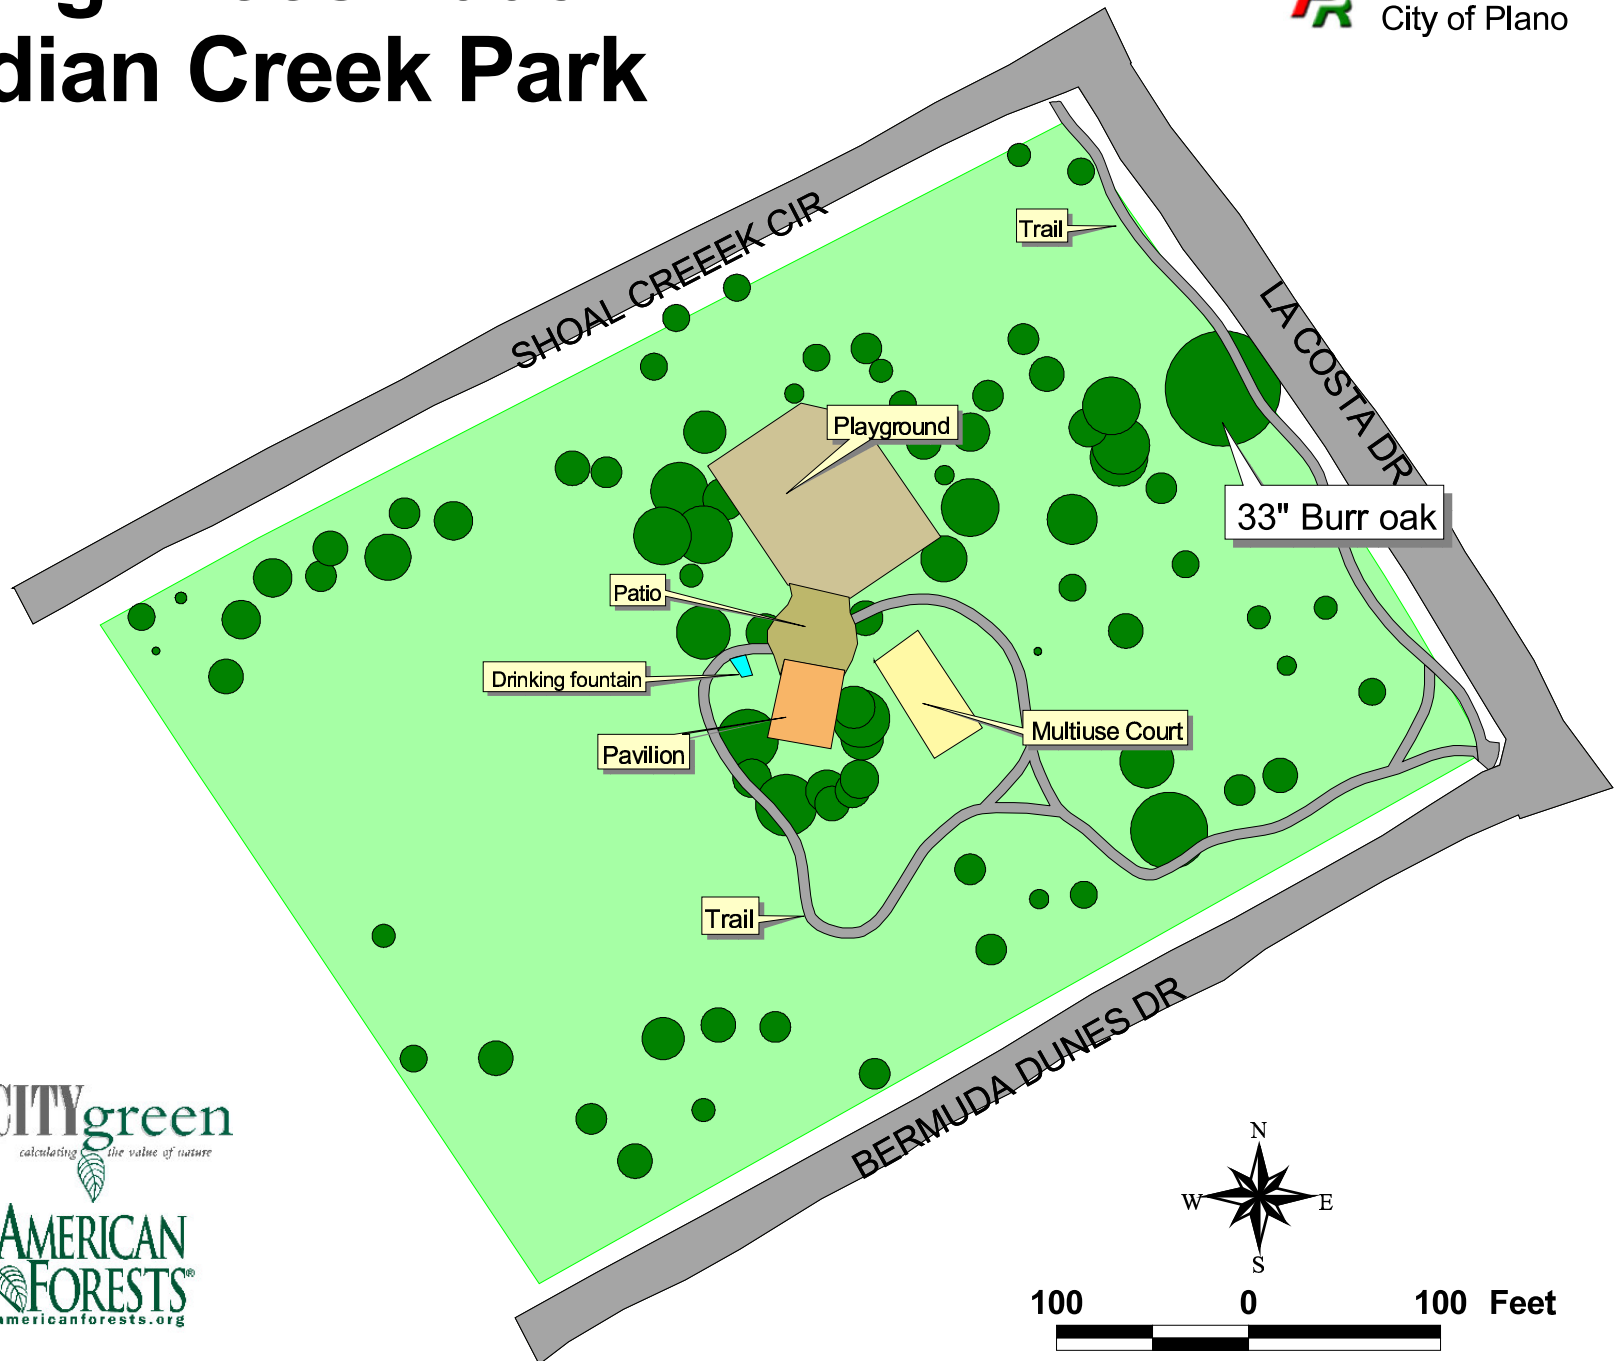 dian Creek Park
City of Plano
SHOAL CREEEK CIR
Trail
LA COSTA DR
Playground
33" Burr oak
Patio
Drinking fountain
Multiuse Court
Pavilion
Trail
BERMUDA DUNES DR
CITYgreen
calculating the value of nature
AMERICAN
FORESTS®
americanforests.org
N
W E
S
100 0 100 Feet